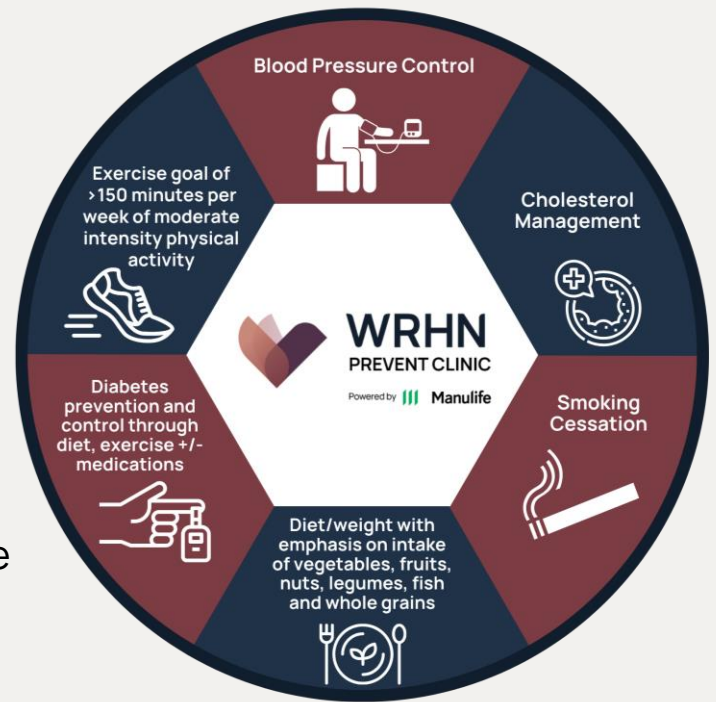 Blood Pressure Control
Cholesterol
Management
Smoking
Cessation
Diet/weight with
emphasis on intake
of vegetables, fruits,
nuts, legumes, fish
and whole grains
Diabetes
prevention and
control through
diet, exercise +/-
medications
Exercise goal of
>150 minutes per
week of moderate
intensity physical
activity
WRHN
PREVENT CLINIC
Powered by Manulife
e